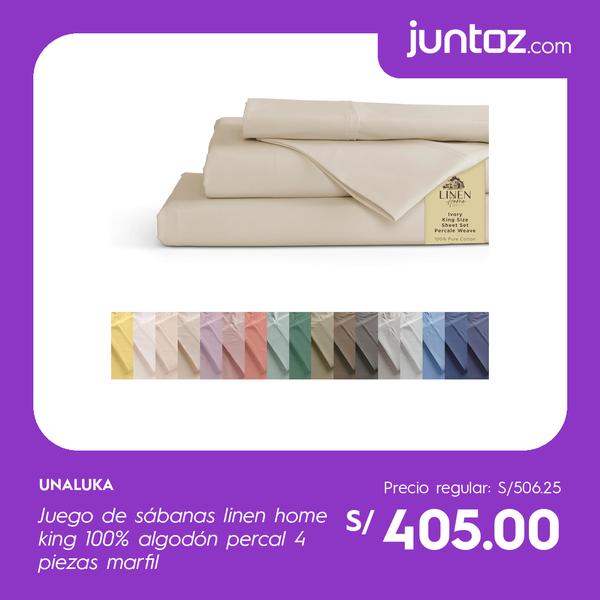 juntoz.com
LINEN
Home
Ivory
King Size
Sheet Set
Percale Weave
100% Pure Cotton
UNALUKA
Juego de sábanas linen home
king 100% algodón percal 4
piezas marfil
Precio regular: S/506.25
S/ 405.00